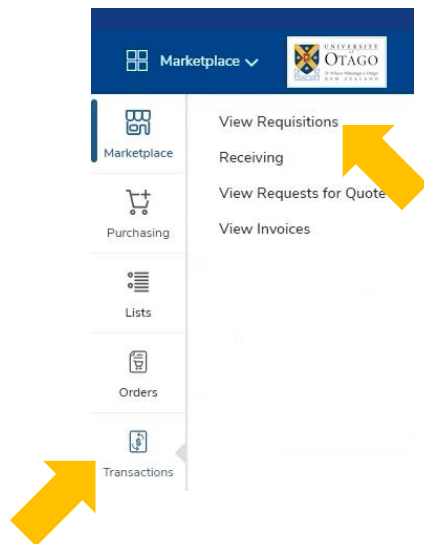 Marketplace
UNIVERSITY
of
OTAGO
NEW ZEALAND
Marketplace
Purchasing
Lists
Orders
Transactions
View Requisitions
Receiving
View Requests for Quote
View Invoices